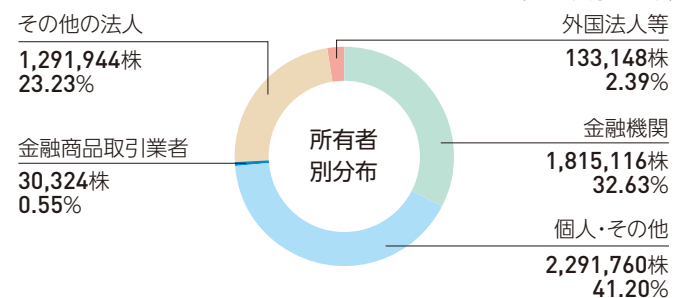 その他の法人
1,291,944株
23.23%
金融商品取引業者
30,324株
0.55%
所有者
別分布
外国法人等
133,148株
2.39%
金融機関
1,815,116株
32.63%
個人・その他
2,291,760株
41.20%